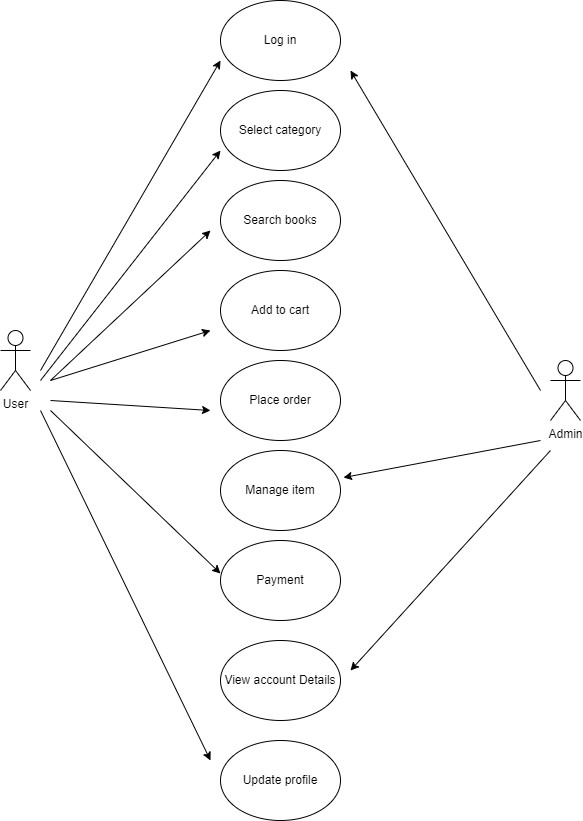 Log in
Select category
Search books
Add to cart
User
Place order
Admin
Manage item
Payment
View account Details
Update profile